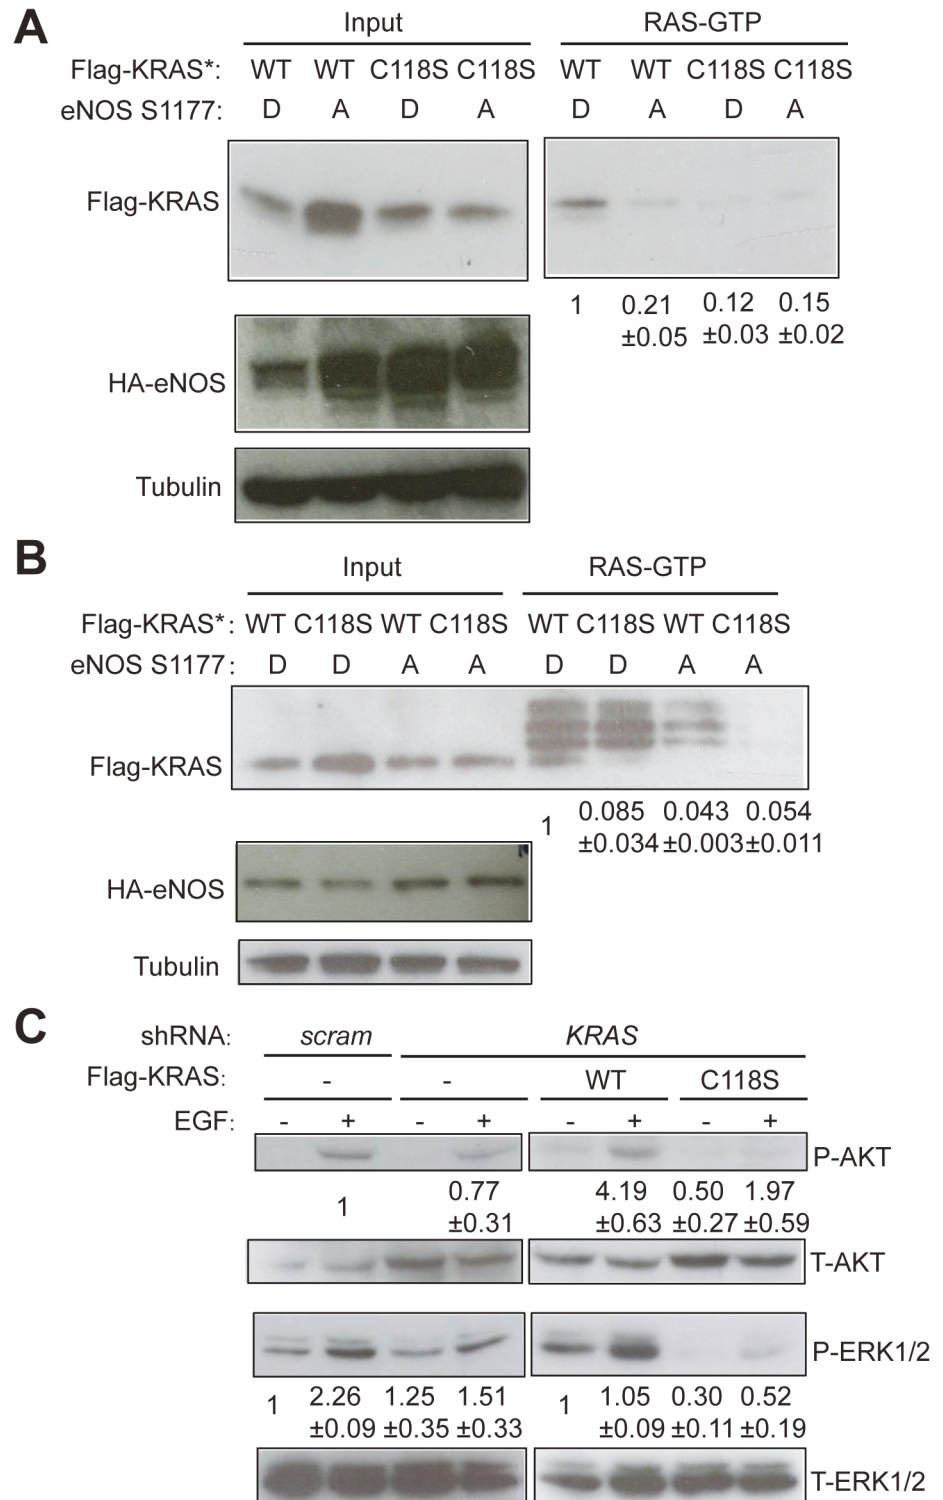 A
Input RAS-GTP
Flag-KRAS*: WT WT C118S C118S WT WT C118S C118S
eNOS S1177: D A D A D A D A
Flag-KRAS
1 0.21 0.12 0.15
±0.05 ±0.03 ±0.02
HA-eNOS
Tubulin
B
Input RAS-GTP
Flag-KRAS*: WT C118S WT C118S WT C118S WT C118S
eNOS S1177: D D A A D D A A
Flag-KRAS
1 0.085 0.043 0.054
±0.034 ±0.003 ±0.011
HA-eNOS
Tubulin
C
shRNA: scram KRAS
Flag-KRAS: - - WT C118S
EGF: - + - + - + - +
P-AKT
1 0.77 4.19 0.50 1.97
±0.31 ±0.63 ±0.27 ±0.59
T-AKT
P-ERK1/2
1 2.26 1.25 1.51 1 1.05 0.30 0.52
±0.09 ±0.35 ±0.33 ±0.09 ±0.11 ±0.19
T-ERK1/2